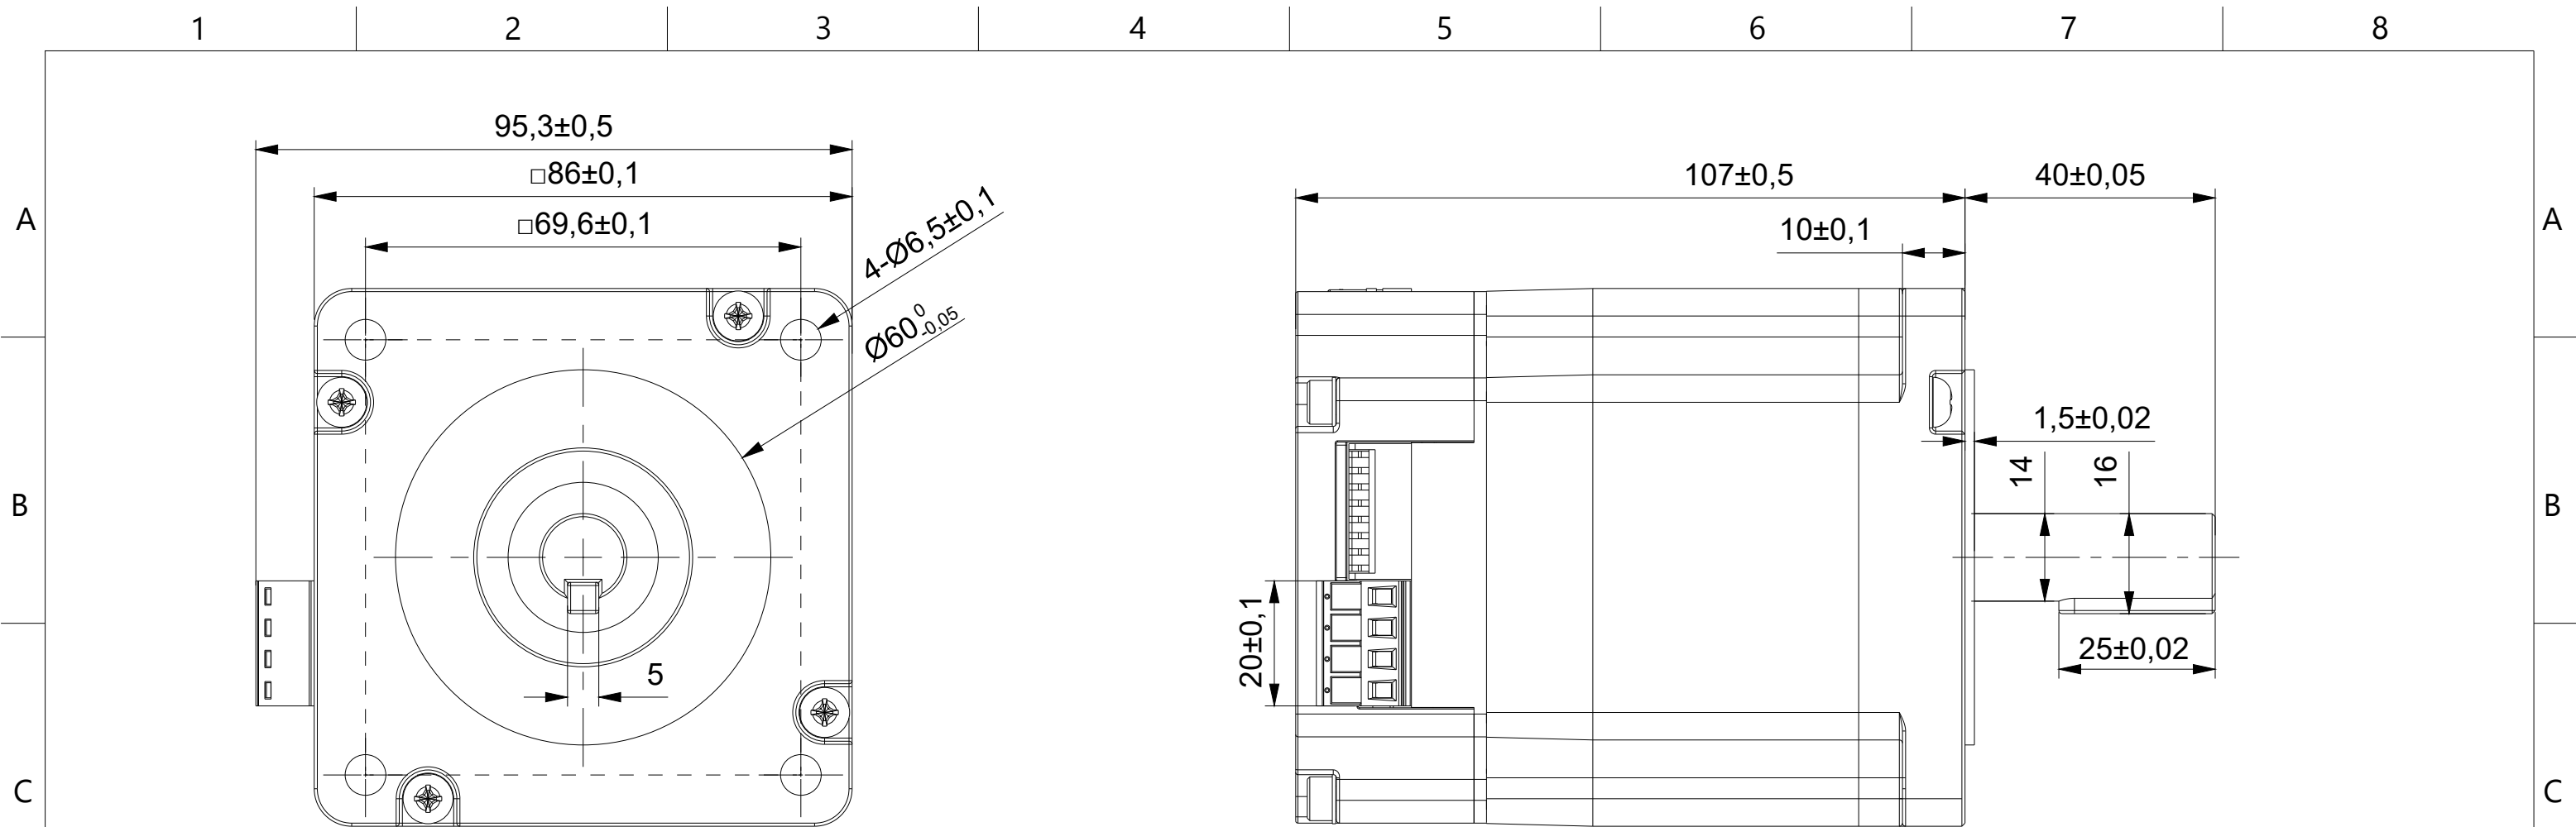 1 2 3 4 5 6 7 8
95,3±0,5
□86±0,1
107±0,5 40±0,05
A □69,6±0,1 4-Ø6,5±0,1 10±0,1 A
Ø60 0 -0,05
1,5±0,02
14 16
B B
20±0,1
5 25±0,02
C C